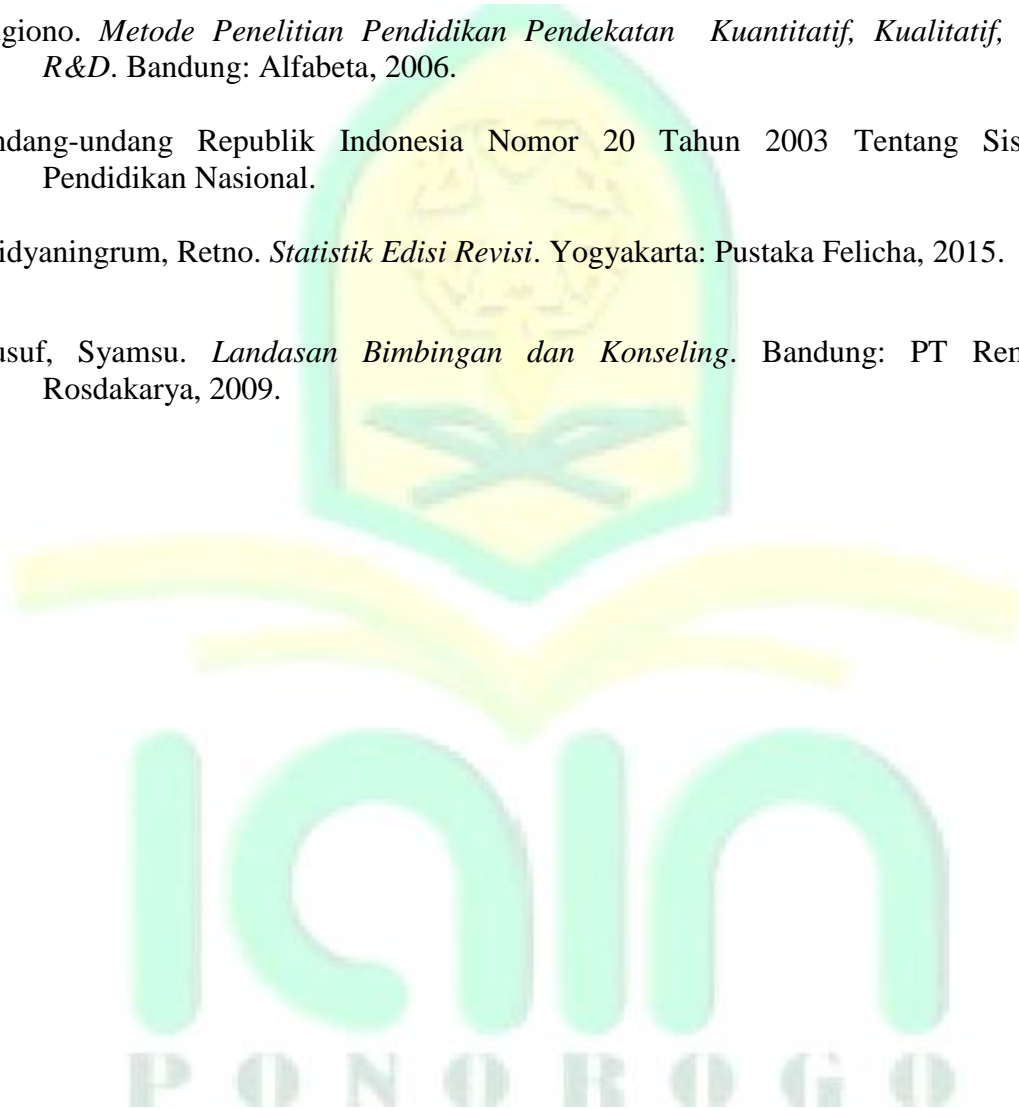 giono. Metode Penelitian Pendidikan Pendekatan Kuantitatif, Kualitatif,
R&D. Bandung: Alfabeta, 2006.
ndang-undang Republik Indonesia Nomor 20 Tahun 2003 Tentang Sis
Pendidikan Nasional.
idyaningrum, Retno. Statistik Edisi Revisi. Yogyakarta: Pustaka Felicha, 2015.
usuf, Syamsu. Landasan Bimbingan dan Konseling. Bandung: PT Rem
Rosdakarya, 2009.
iain
PONOROGO